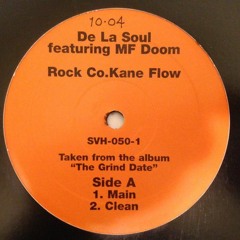 10·04
De La Soul
featuring MF Doom
Rock Co.Kane Flow
SVH-050-1
Taken from the album
“The Grind Date”
Side A
1. Main
2. Clean